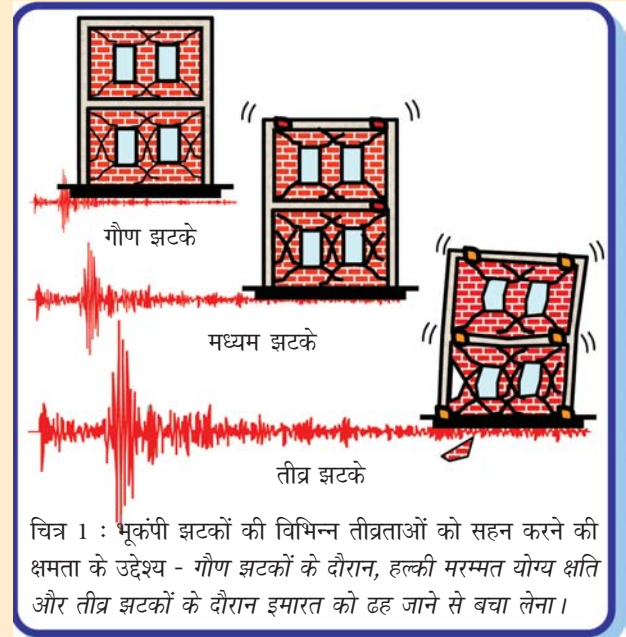 गौण झटके
मध्यम झटके
तीव्र झटके
चित्र 1 : भूकंपी झटकों की विभिन्न तीव्रताओं को सहन करने की
क्षमता के उद्देश्य - गौण झटकों के दौरान, हल्की मरम्मत योग्य क्षति
और तीव्र झटकों के दौरान इमारत को ढह जाने से बचा लेना।